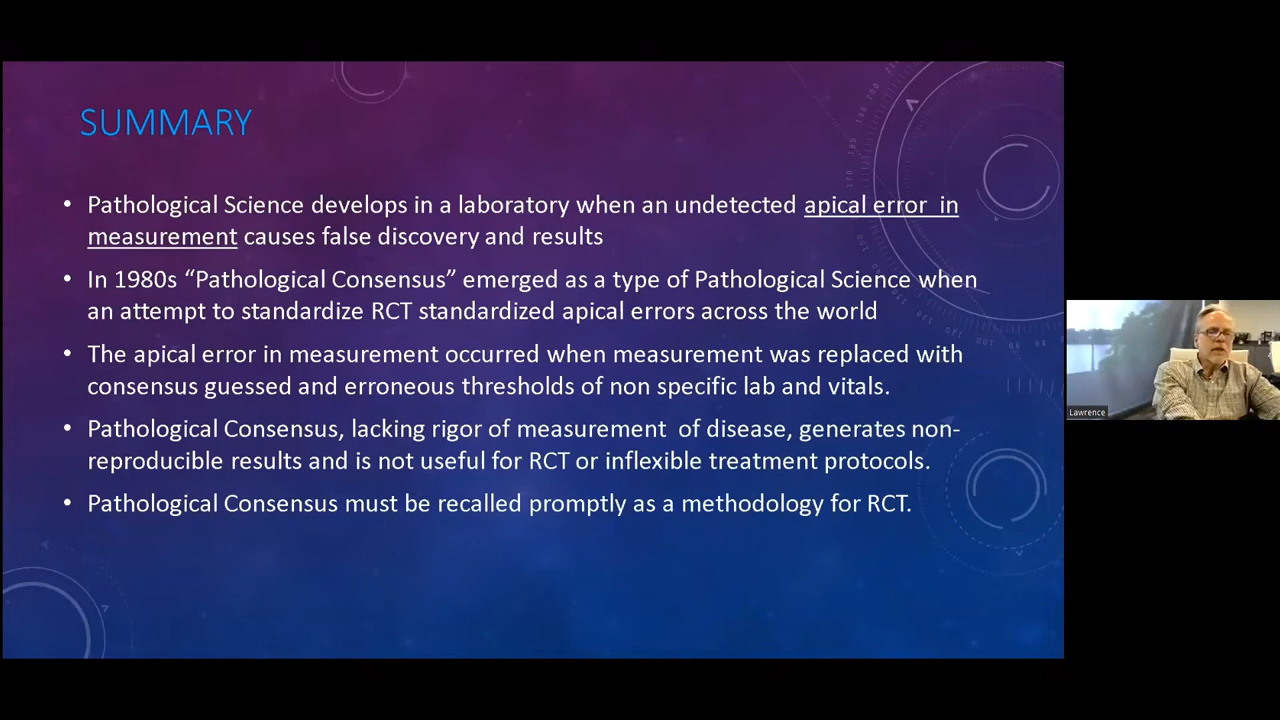 SUMMARY
• Pathological Science develops in a laboratory when an undetected apical error in
measurement causes false discovery and results
• In 1980s “Pathological Consensus” emerged as a type of Pathological Science when
an attempt to standardize RCT standardized apical errors across the world
• The apical error in measurement occurred when measurement was replaced with
consensus guessed and erroneous thresholds of non specific lab and vitals.
• Pathological Consensus, lacking rigor of measurement of disease, generates non-
reproducible results and is not useful for RCT or inflexible treatment protocols.
• Pathological Consensus must be recalled promptly as a methodology for RCT.
Lawrence